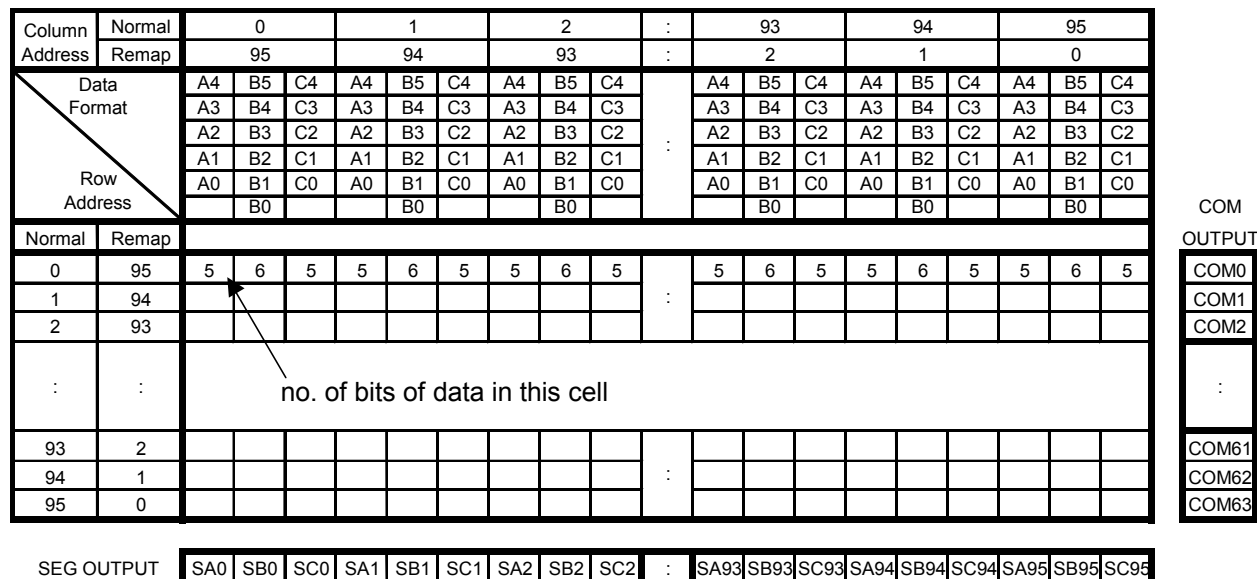 Column Address Normal 0 1 2 : 93 94 95
Remap 95 94 93 : 2 1 0
Data Format A4 B5 C4 A4 B5 C4 A4 B5 C4 : A4 B5 C4 A4 B5 C4 A4 B5 C4
A3 B4 C3 A3 B4 C3 A3 B4 C3 A3 B4 C3 A3 B4 C3 A3 B4 C3
A2 B3 C2 A2 B3 C2 A2 B3 C2 A2 B3 C2 A2 B3 C2 A2 B3 C2
A1 B2 C1 A1 B2 C1 A1 B2 C1 A1 B2 C1 A1 B2 C1 A1 B2 C1
Row Address A0 B1 C0 A0 B1 C0 A0 B1 C0 A0 B1 C0 A0 B1 C0 A0 B1 C0
B0 B0 B0 B0 B0 B0 COM
Normal Remap OUTPUT
0 95 5 6 5 5 6 5 5 6 5 : 5 6 5 5 6 5 5 6 5 COM0
1 94 COM1
2 93 COM2
: : no. of bits of data in this cell :
93 2 : COM61
94 1 COM62
95 0 COM63
SEG OUTPUT SA0 SB0 SC0 SA1 SB1 SC1 SA2 SB2 SC2 : SA93 SB93 SC93 SA94 SB94 SC94 SA95 SB95 SC95